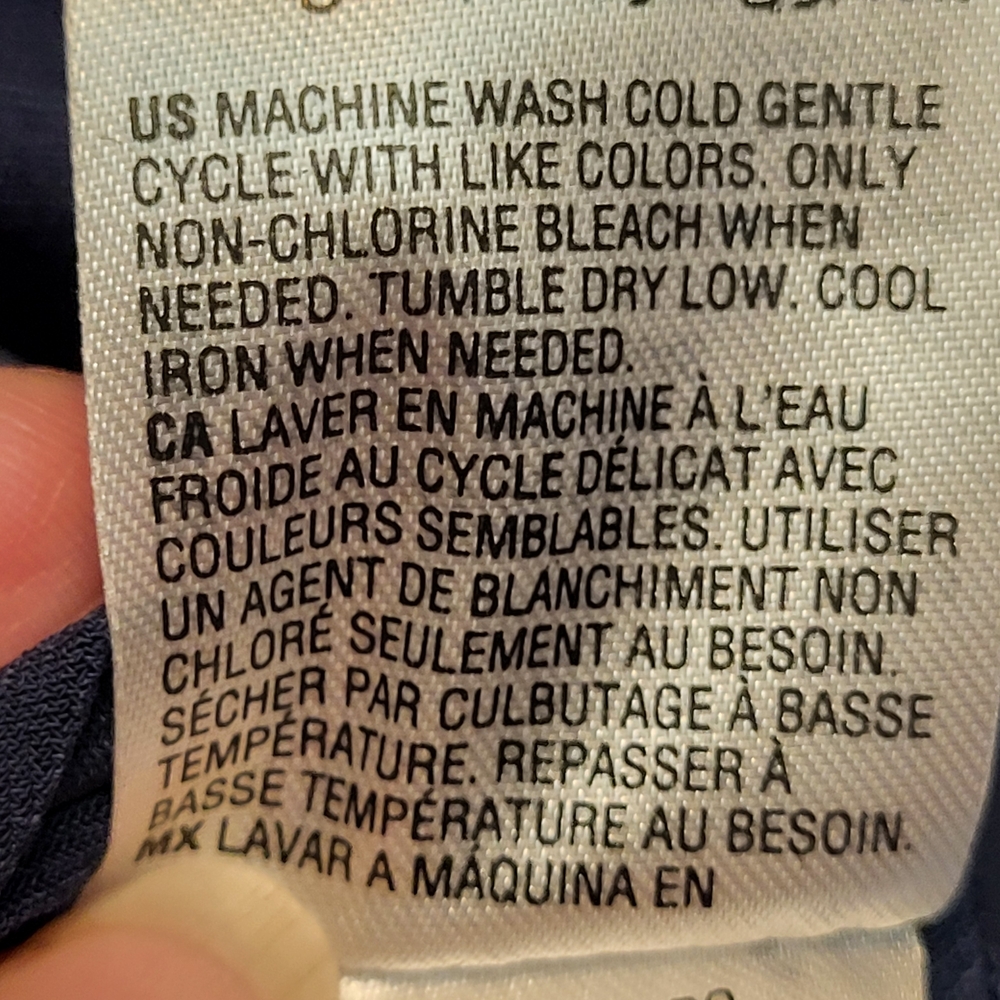 US MACHINE WASH COLD GENTLE
CYCLE WITH LIKE COLORS. ONLY
NON-CHLORINE BLEACH WHEN
NEEDED. TUMBLE DRY LOW. COOL
IRON WHEN NEEDED.
CA LAVER EN MACHINE À L'EAU
FROIDE AU CYCLE DÉLICAT AVEC
COULEURS SEMBLABLES. UTILISER
UN AGENT DE BLANCHIMENT NON
CHLORÉ SEULEMENT AU BESOIN.
SÉCHER PAR CULBUTAGE À BASSE
TEMPÉRATURE. REPASSER À
BASSE TEMPÉRATURE AU BESOIN.
MX LAVAR A MÁQUINA EN